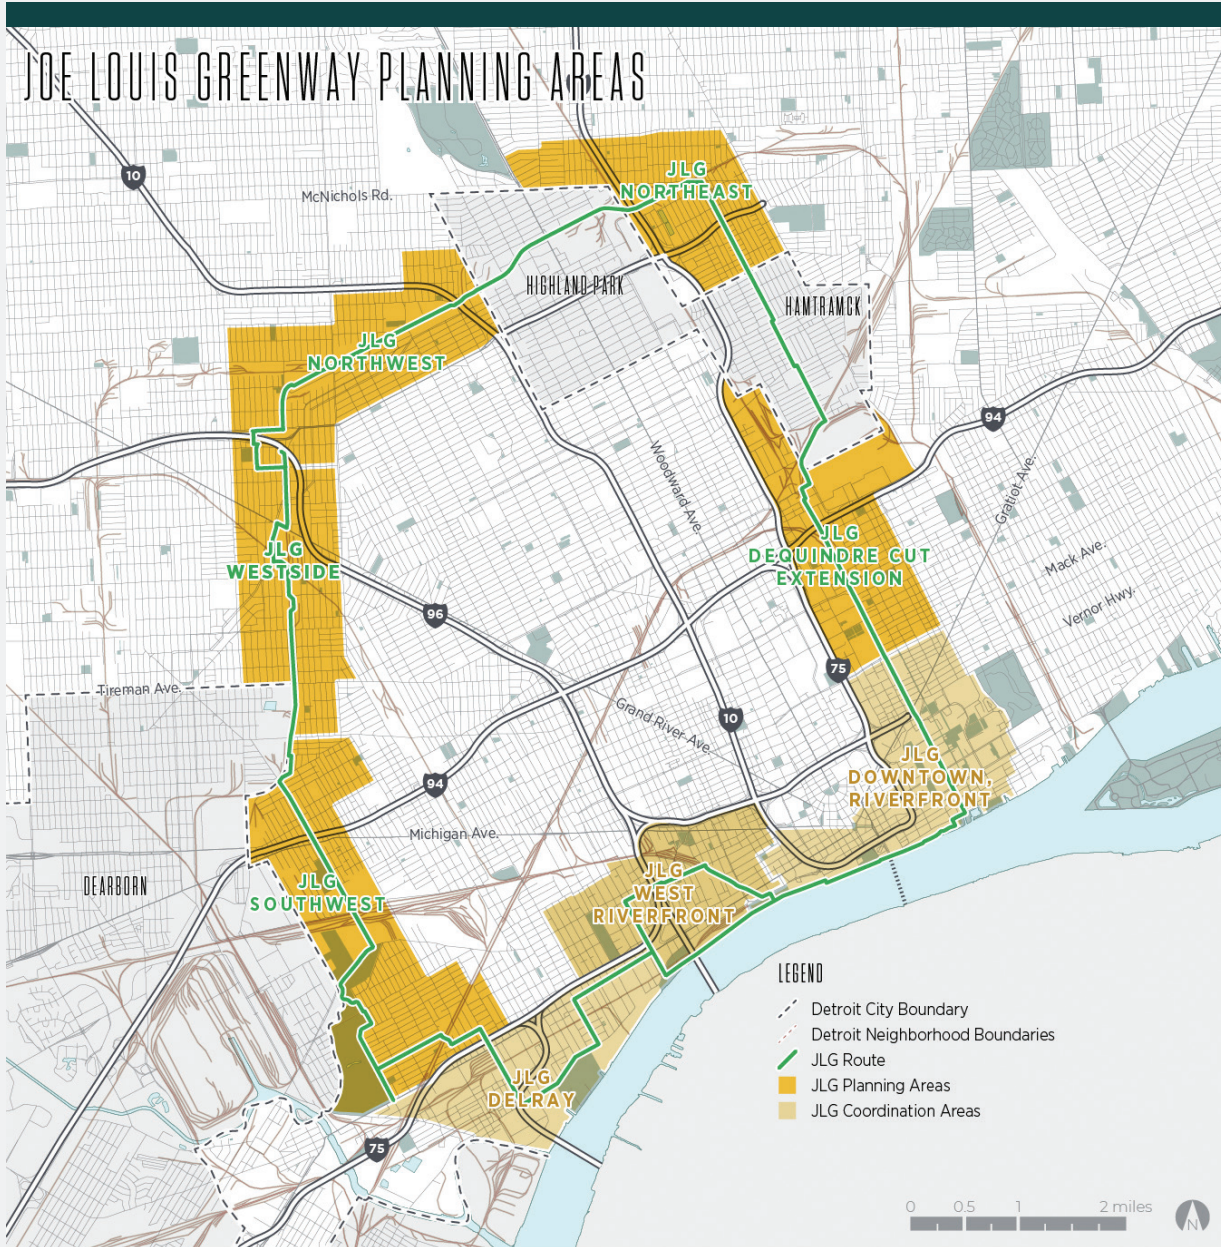 JOE LOUIS GREENWAY PLANNING AREAS
10
McNichols Rd.
JLG
NORTHEAST
HIGHLAND PARK
HAMTRAMCK
JLG
NORTHWEST
94
Woodward Ave.
Gratiot Ave.
JLG
DEQUINDRE CUT
EXTENSION
Mack Ave.
Vernor Hwy.
JLG
WESTSIDE
96
75
Tireman Ave.
Grand River Ave.
10
JLG
DOWNTOWN,
RIVERFRONT
94
Michigan Ave.
DEARBORN
JLG
SOUTHWEST
JLG
WEST
RIVERFRONT
JLG
DELRAY
75
LEGEND
Detroit City Boundary
Detroit Neighborhood Boundaries
JLG Route
JLG Planning Areas
JLG Coordination Areas
0 0.5 1 2 miles
N